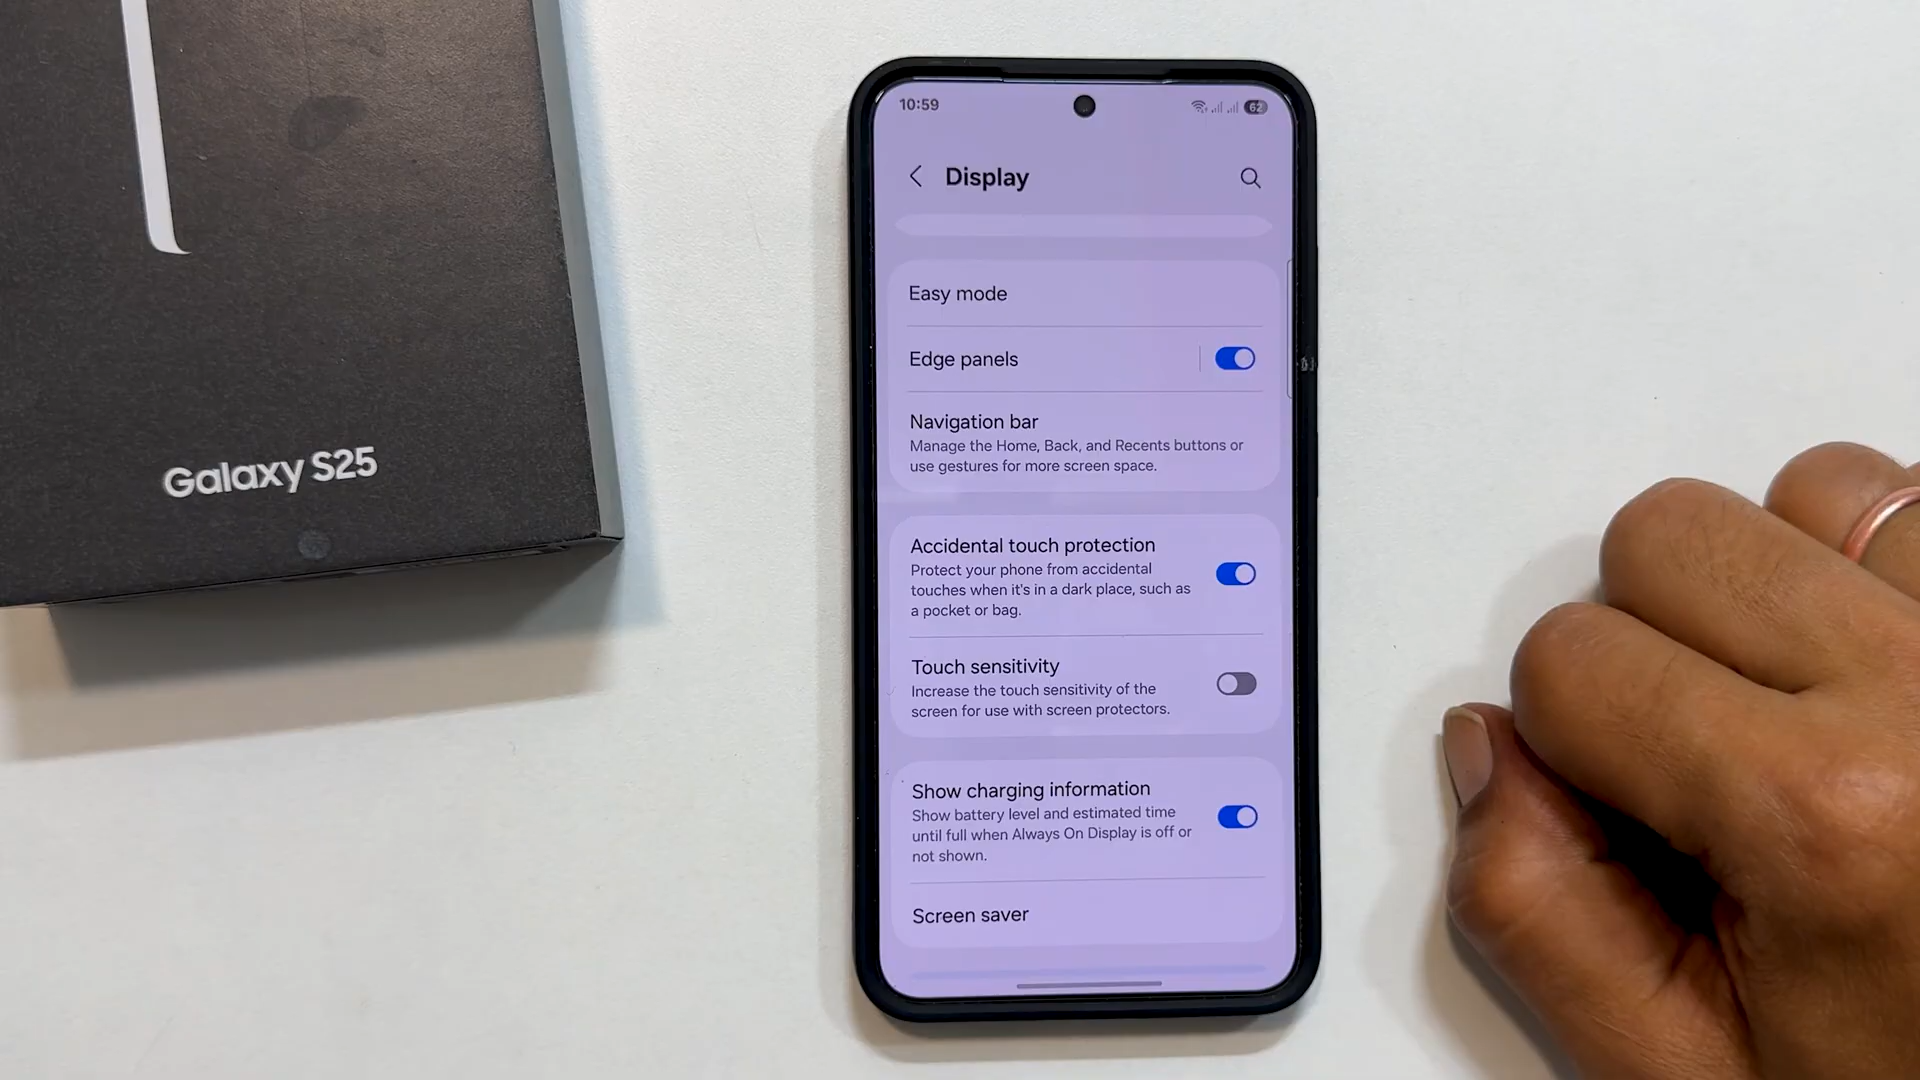 Galaxy S25
10:59
62
Display
Easy mode
Edge panels
Navigation bar
Manage the Home, Back, and Recents buttons or
use gestures for more screen space.
Accidental touch protection
Protect your phone from accidental
touches when it's in a dark place, such as
a pocket or bag.
Touch sensitivity
Increase the touch sensitivity of the
screen for use with screen protectors.
Show charging information
Show battery level and estimated time
until full when Always On Display is off or
not shown.
Screen saver